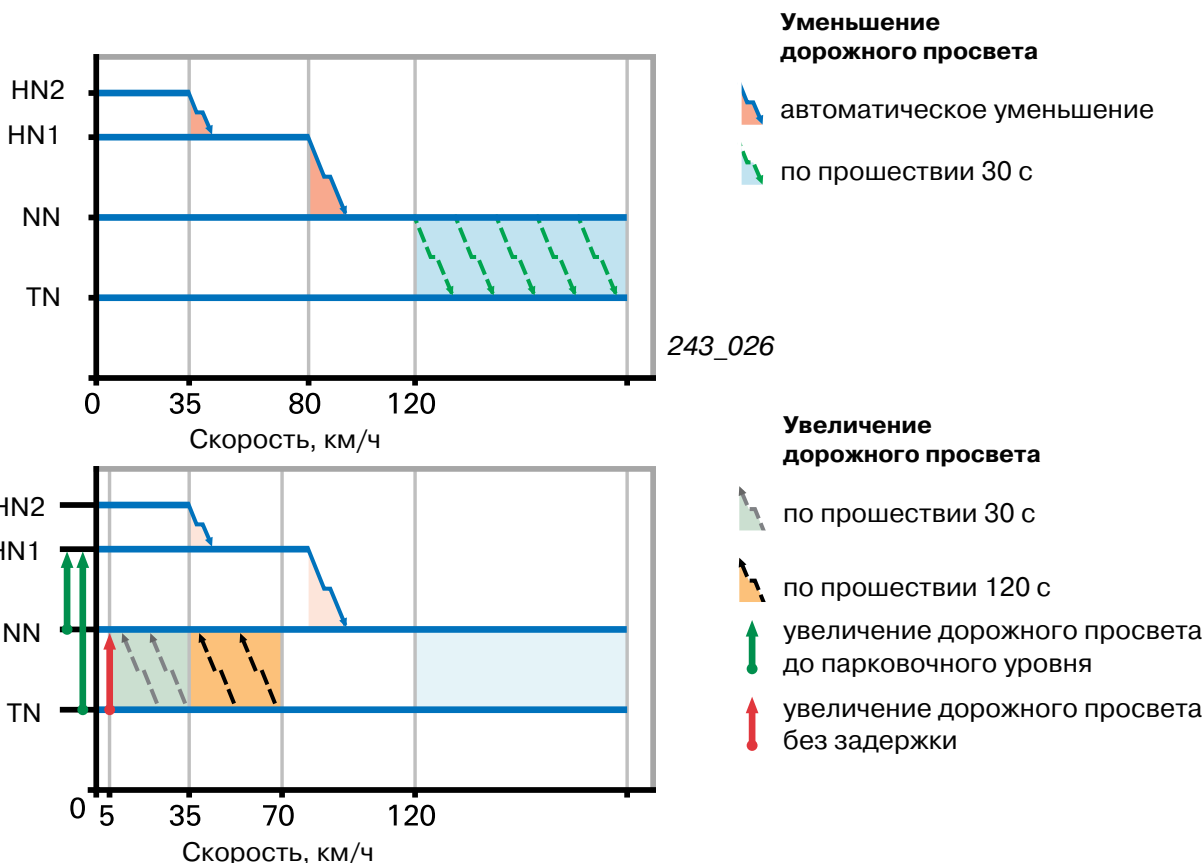 Уменьшение
дорожного просвета
HN2
автоматическое уменьшение
HN1
по прошествии 30 с
NN
TN
243_026
0 35 80 120
Скорость, км/ч
Увеличение
дорожного просвета
HN2
по прошествии 30 с
HN1
по прошествии 120 с
NN
увеличение дорожного просвета
до парковочного уровня
TN
увеличение дорожного просвета
без задержки
0 5 35 70 120
Скорость, км/ч